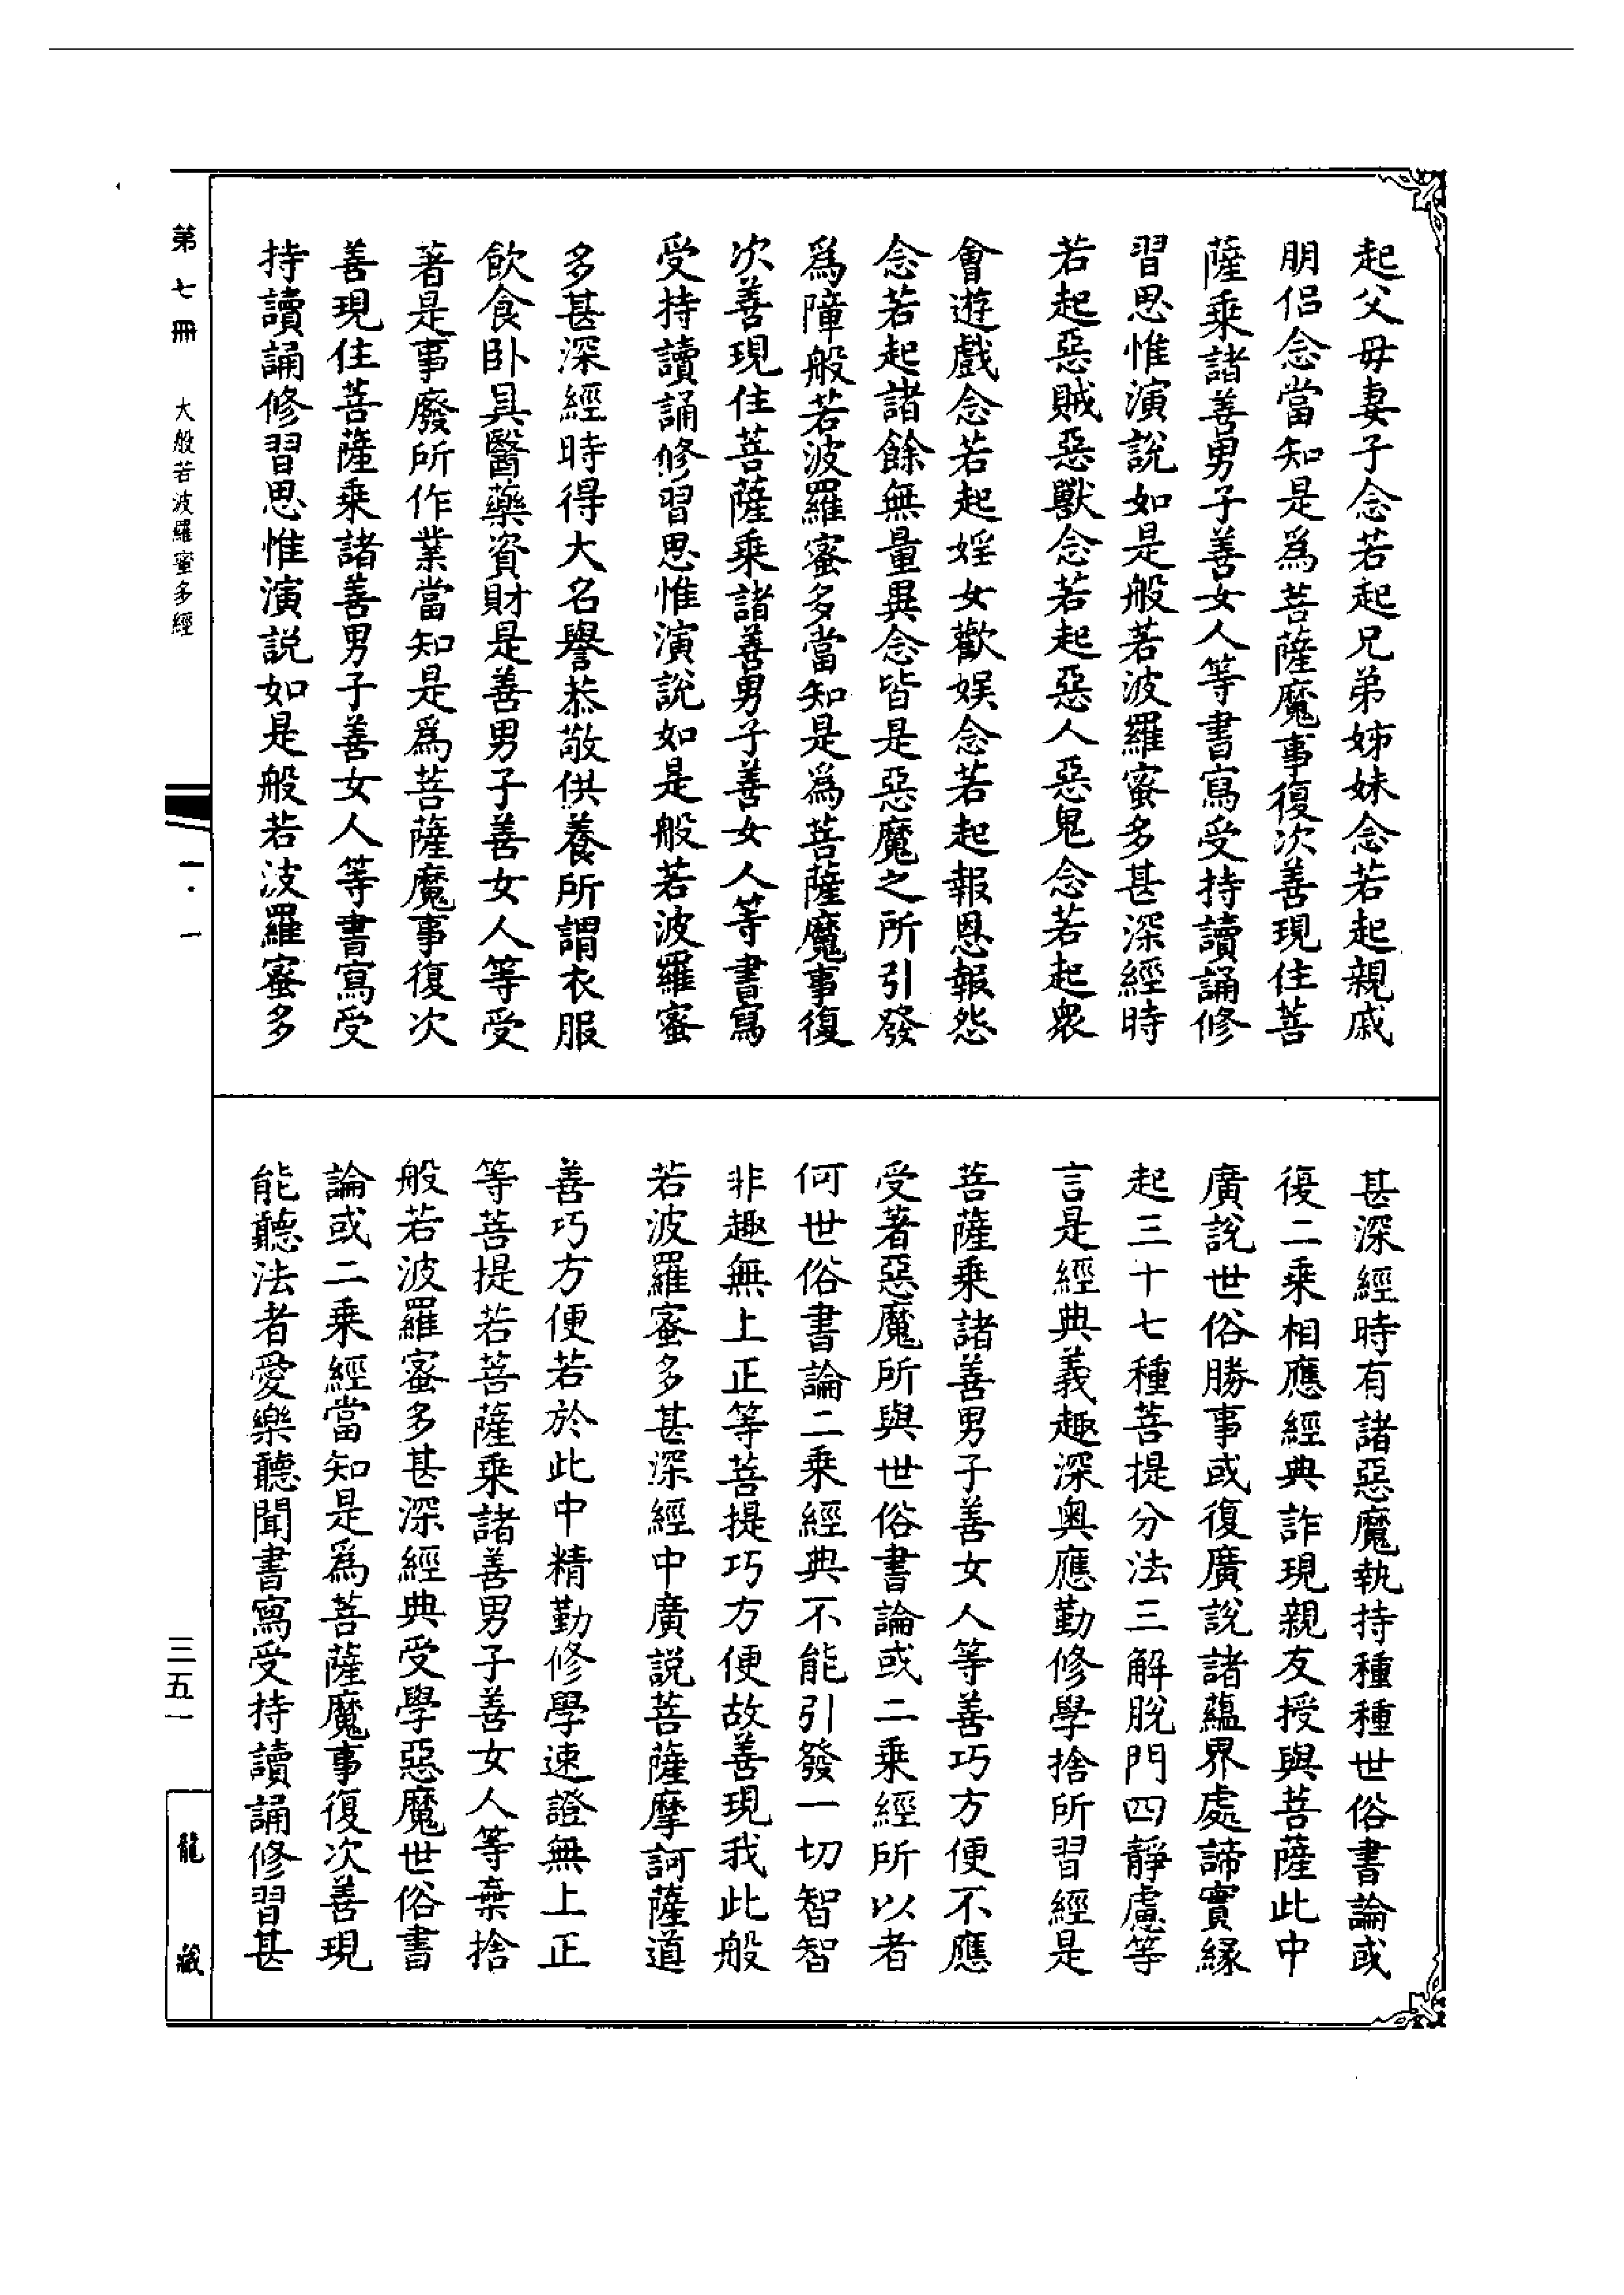 起父母妻子念若起兄弟姊妹念若起親戚
朋侶念當知是爲菩薩魔事復次善現住菩
薩乘諸善男子善女人等書寫受持讀誦修
習思惟演說如是般若波羅蜜多甚深經時
若起惡賊惡獸念若起惡人惡鬼念若起衆
會遊戲念若起婬女歡娛念若起報恩報怨
念若起諸餘無量異念皆是惡魔之所引發
爲障般若波羅蜜多當知是爲菩薩魔事復
次善現住菩薩乘諸善男子善女人等書寫
受持讀誦修習思惟演說如是般若波羅蜜
多甚深經時得大名譽恭敬供養所謂衣服
飲食卧具醫藥資財是善男子善女人等受
著是事廢所作業當知是爲菩薩魔事復次
善現住菩薩乘諸善男子善女人等書寫受
持讀誦修習思惟演說如是般若波羅蜜多
甚深經時有諸惡魔執持種種世俗書論或
復二乘相應經典詐現親友授與菩薩此中
廣說世俗勝事或復廣說諸蘊界處諦實緣
起三十七種菩提分法三解脫門四靜慮等
言是經典義趣深奧應勤修學捨所習經是
菩薩乘諸善男子善女人等善巧方便不應
受著惡魔所與世俗書論或二乘經所以者
何世俗書論二乘經典不能引發一切智智
非趣無上正等菩提巧方便故善現我此般
若波羅蜜多甚深經中廣說菩薩摩訶薩道
善巧方便若於此中精勤修學速證無上正
等菩提若菩薩乘諸善男子善女人等棄捨
般若波羅蜜多甚深經典受學惡魔世俗書
論或二乘經當知是爲菩薩魔事復次善現
能聽法者愛樂聽聞書寫受持讀誦修習甚
第七冊 大般若波羅蜜多經 一·一 三五一 龍藏